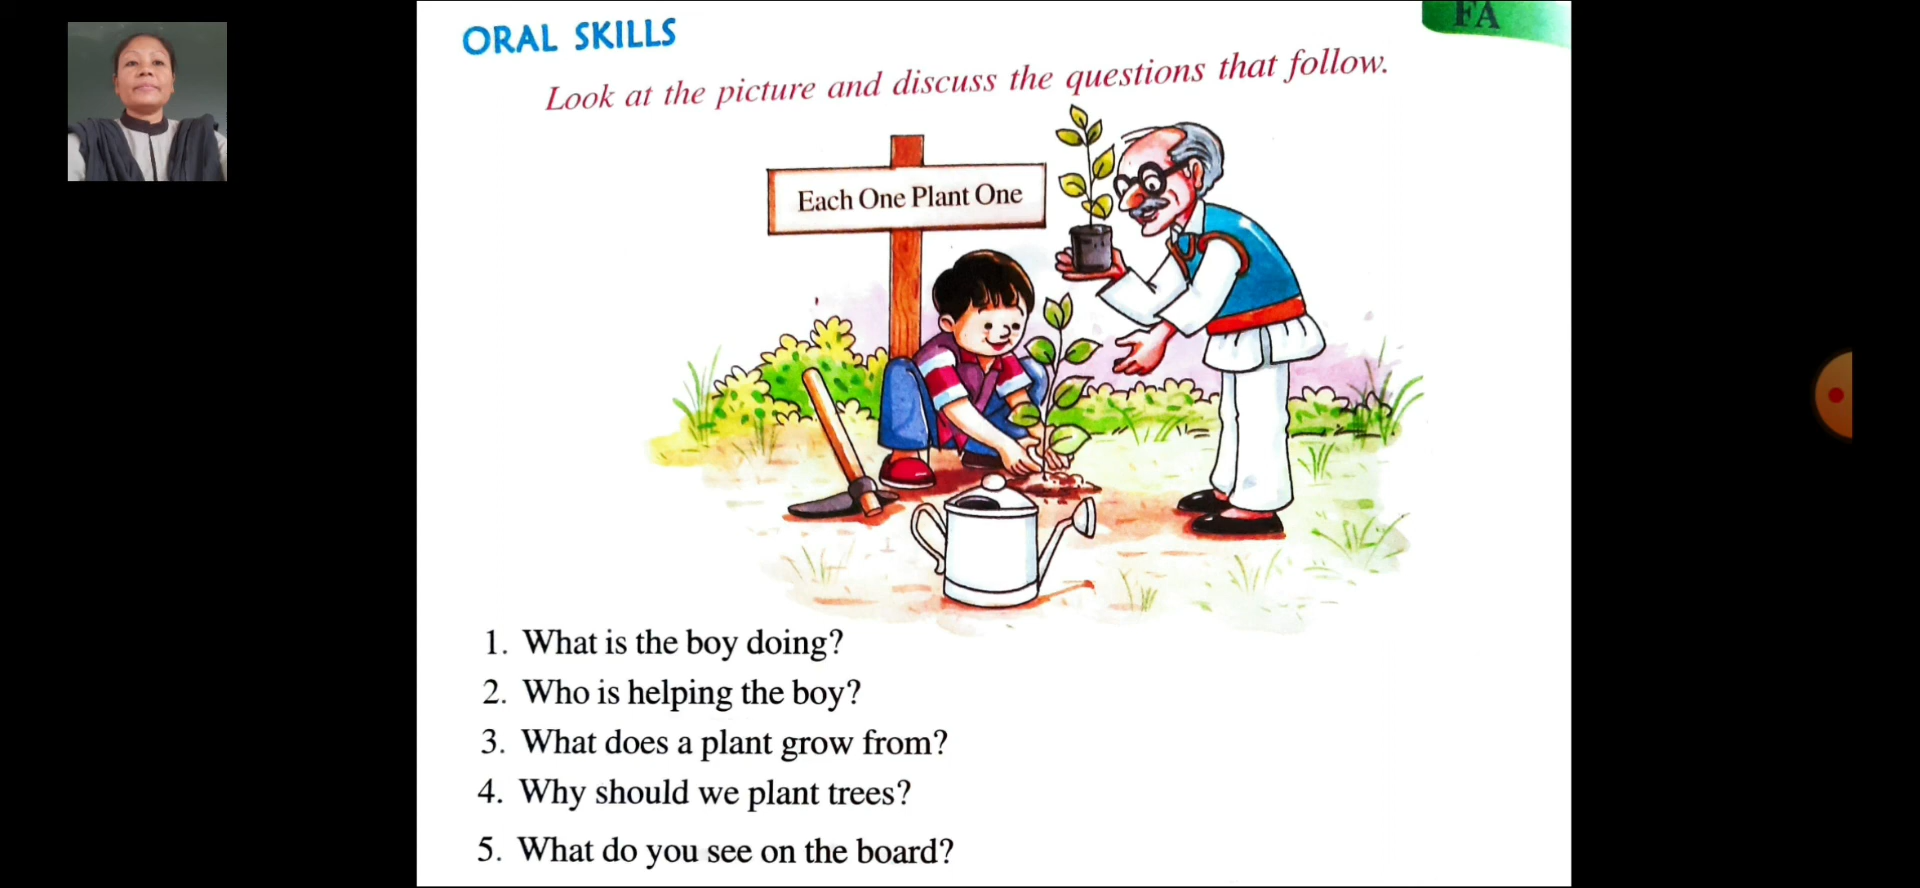 ORAL SKILLS
FA
Look at the picture and discuss the questions that follow.
Each One Plant One
1. What is the boy doing?
2. Who is helping the boy?
3. What does a plant grow from?
4. Why should we plant trees?
5. What do you see on the board?